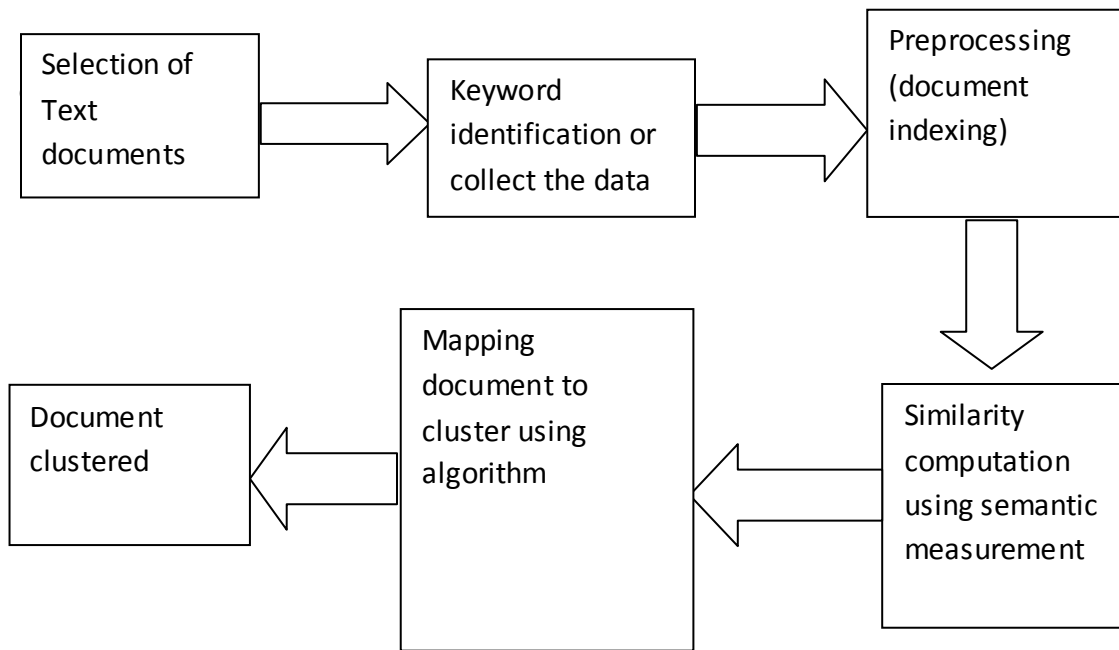 Selection of
Text
documents
Keyword
identification or
collect the data
Preprocessing
(document
indexing)
Similarity
computation
using semantic
measurement
Mapping
document to
cluster using
algorithm
Document
clustered